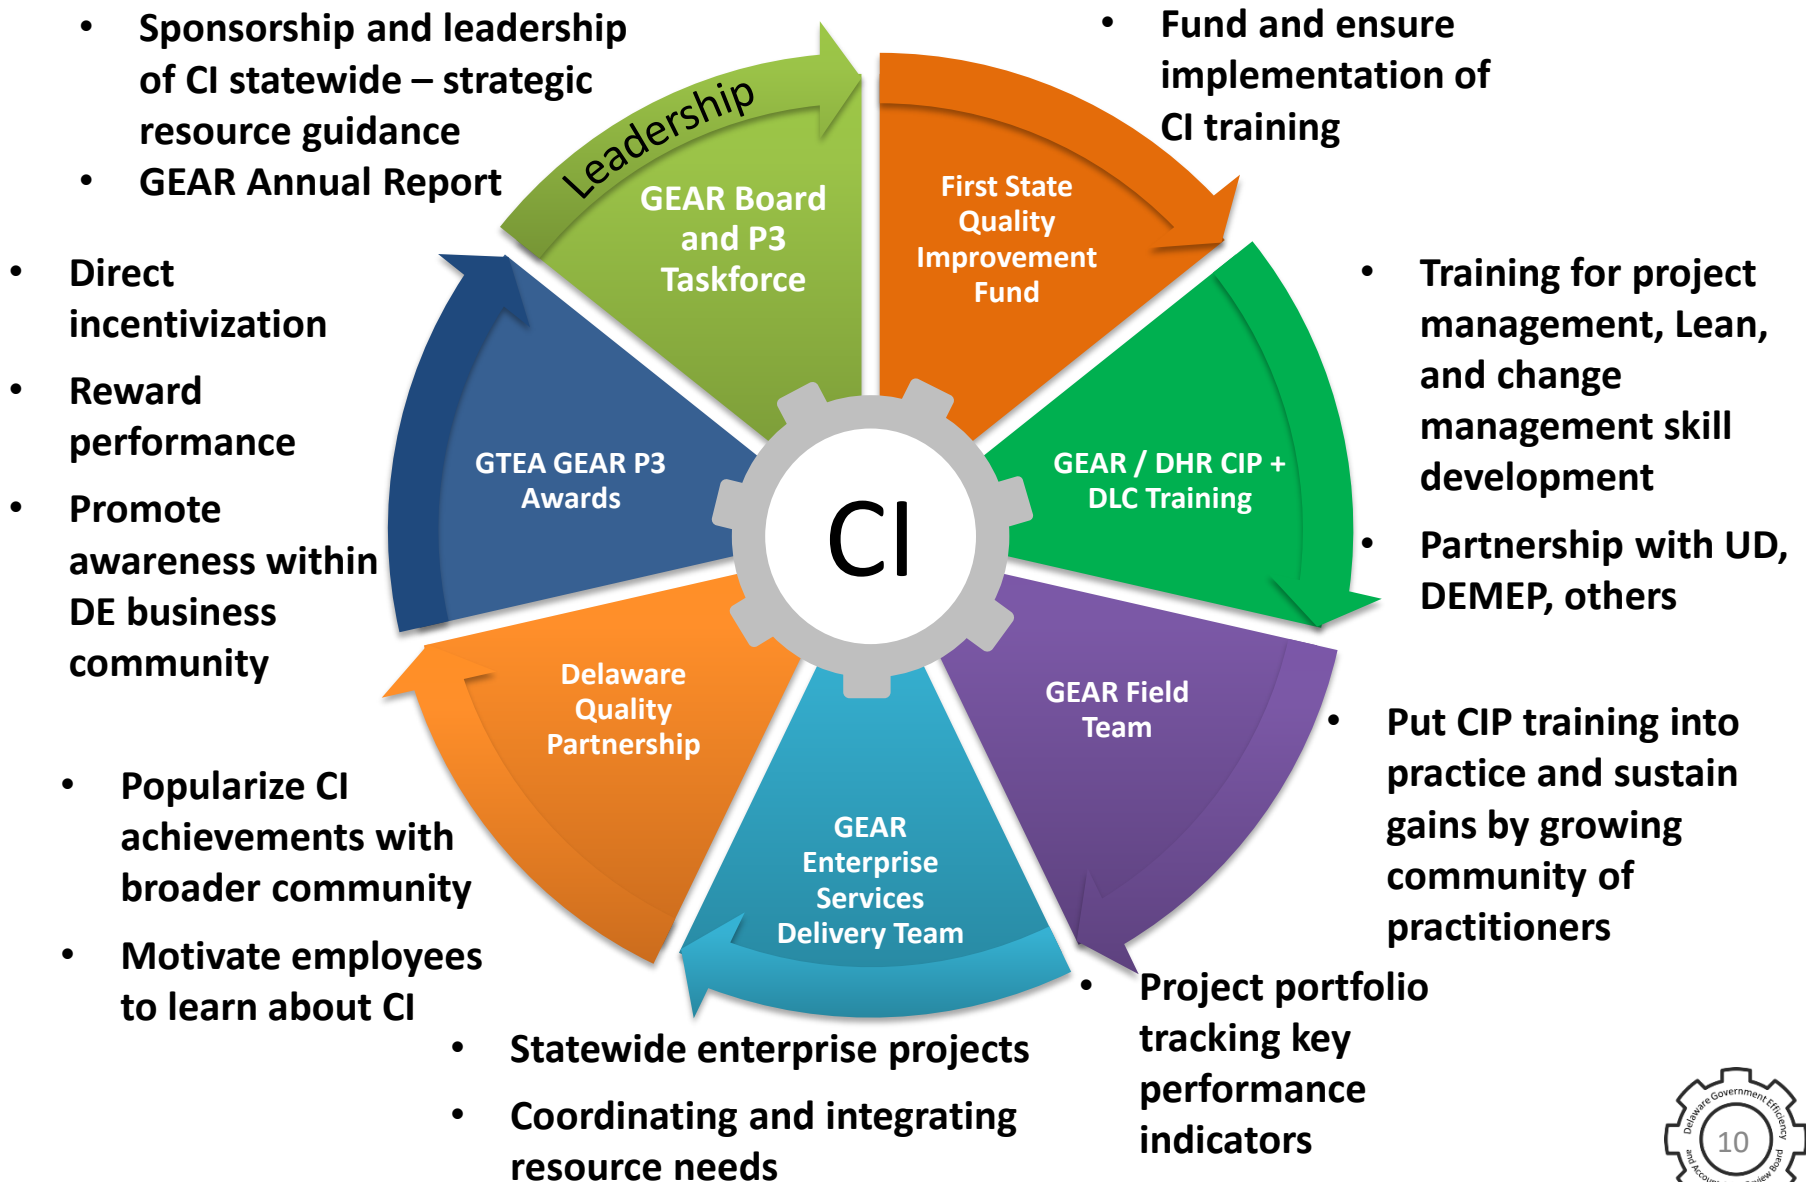 • Sponsorship and leadership
of CI statewide – strategic
resource guidance
• GEAR Annual Report
• Fund and ensure
implementation of
CI training
Leadership
GEAR Board
and P3
Taskforce
First State
Quality
Improvement
Fund
• Direct
incentivization
• Reward
performance
• Promote
awareness within
DE business
community
• Training for project
management, Lean,
and change
management skill
development
• Partnership with UD,
DEMEP, others
GTEA GEAR P3
Awards
CI
GEAR / DHR CIP +
DLC Training
Delaware
Quality
Partnership
GEAR Field
Team
GEAR
Enterprise
Services
Delivery Team
• Popularize CI
achievements with
broader community
• Motivate employees
to learn about CI
• Put CIP training into
practice and sustain
gains by growing
community of
practitioners
• Statewide enterprise projects
• Coordinating and integrating
resource needs
• Project portfolio
tracking key
performance
indicators
Delaware Government Efficiency
10
and Board